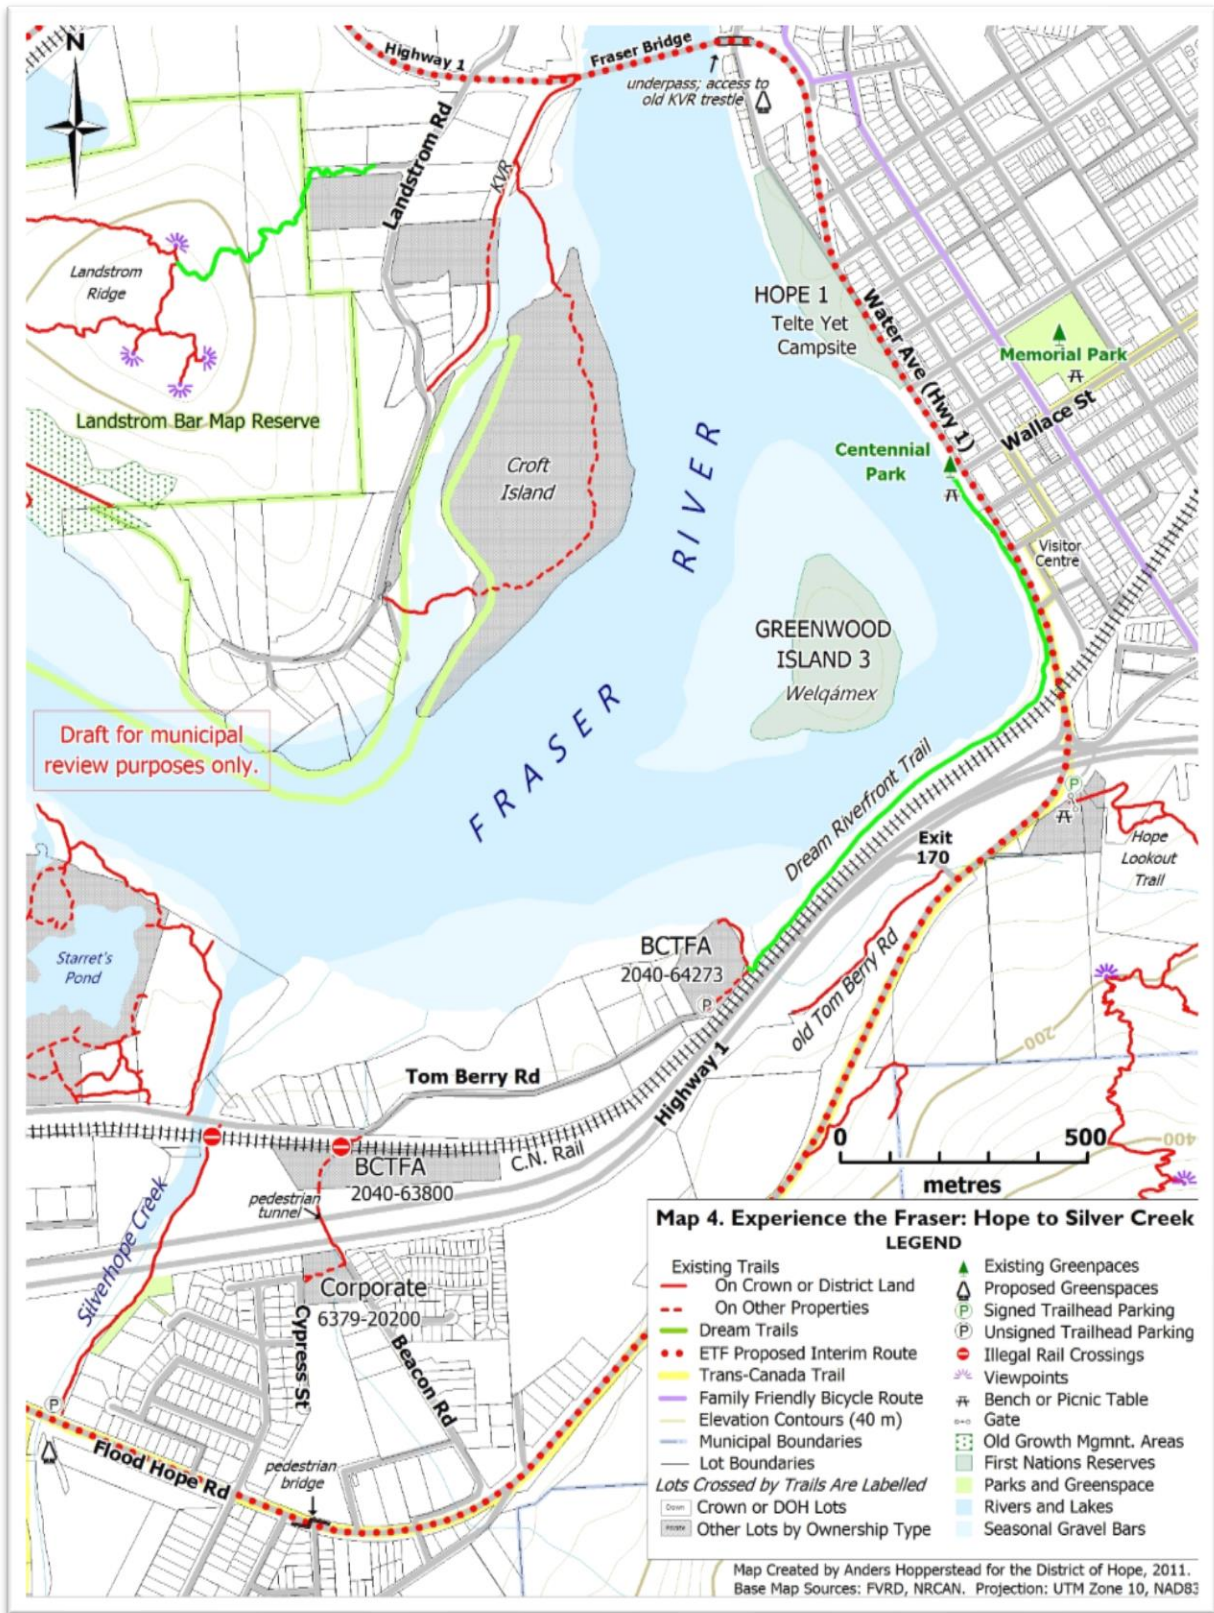 N
Highway 1
Fraser Bridge
underpass; access to
old KVR trestle
Landstrom Rd
KVR
Landstrom
Ridge
HOPE 1
Telte Yet
Campsite
Water Ave (Hwy 1)
Memorial Park
Wallace St
Landstrom Bar Map Reserve
Centennial
Park
Croft
Island
RIVER
Visitor
Centre
GREENWOOD
ISLAND 3
Welqámex
Draft for municipal
review purposes only.
FRASER
Dream Riverfront Trail
P
Exit
170
Hope
Lookout
Trail
BCTFA
2040-64273
P
Starret's
Pond
old Tom Berry Rd
200
Tom Berry Rd
Highway 1
0 500
400
metres
C.N. Rail
BCTFA
2040-63800
pedestrian
tunnel
Silverhope Creek
Corporate
6379-20200
Cypress St
Beacon Rd
P
Flood Hope Rd
pedestrian
bridge
Map 4. Experience the Fraser: Hope to Silver Creek
LEGEND
Existing Trails
On Crown or District Land
On Other Properties
Dream Trails
ETF Proposed Interim Route
Trans-Canada Trail
Family Friendly Bicycle Route
Elevation Contours (40 m)
Municipal Boundaries
Lot Boundaries
Lots Crossed by Trails Are Labelled
Crown or DOH Lots
Private Other Lots by Ownership Type
Existing Greenpaces
Proposed Greenspaces
P Signed Trailhead Parking
P Unsigned Trailhead Parking
Illegal Rail Crossings
Viewpoints
Bench or Picnic Table
Gate
Old Growth Mgmnt. Areas
First Nations Reserves
Parks and Greenspace
Rivers and Lakes
Seasonal Gravel Bars
Map Created by Anders Hopperstead for the District of Hope, 2011.
Base Map Sources: FVRD, NRCAN. Projection: UTM Zone 10, NAD83